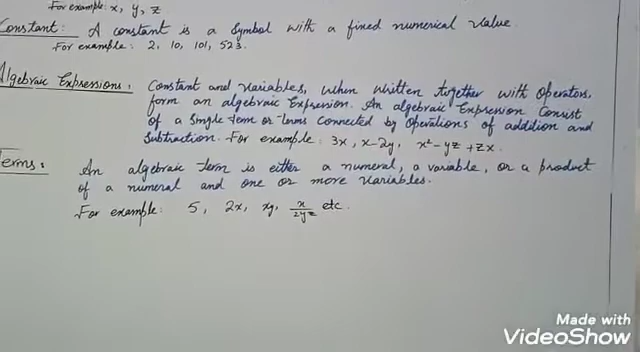 For example: x, y, z
Constant: A constant is a symbol with a fixed numerical value.
For example: 2, 10, 101, 523.
Algebraic Expressions: Constant and variables, when written together with operators,
form an algebraic Expression. An algebraic Expression Consist
of a single term or terms connected by operations of addition and
subtraction. For example: 3x, x-2y, x²-yz+zx.
Terms: An algebraic term is either a numeral, a variable, or a product
of a numeral and one or more variables.
For example: 5, 2x, xy, x/2yz etc.
Made with
VideoShow